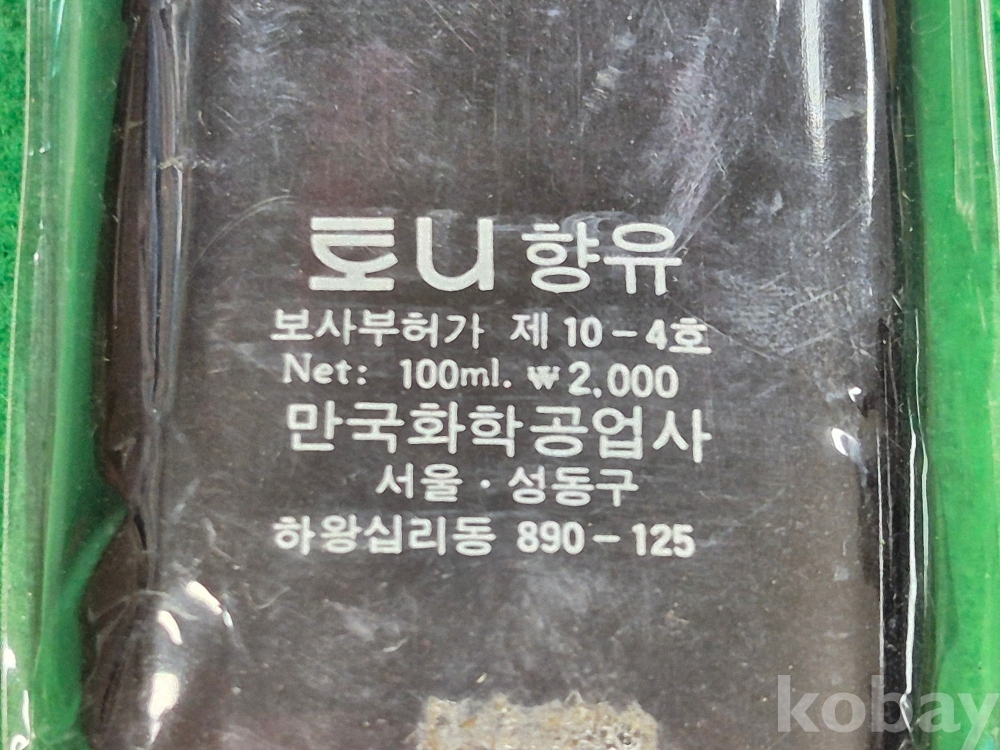 토니 향유
보사부허가 제 10-4호
Net: 100ml. ₩2,000
만국화학공업사
서울·성동구
하왕십리동 890-125
kobay